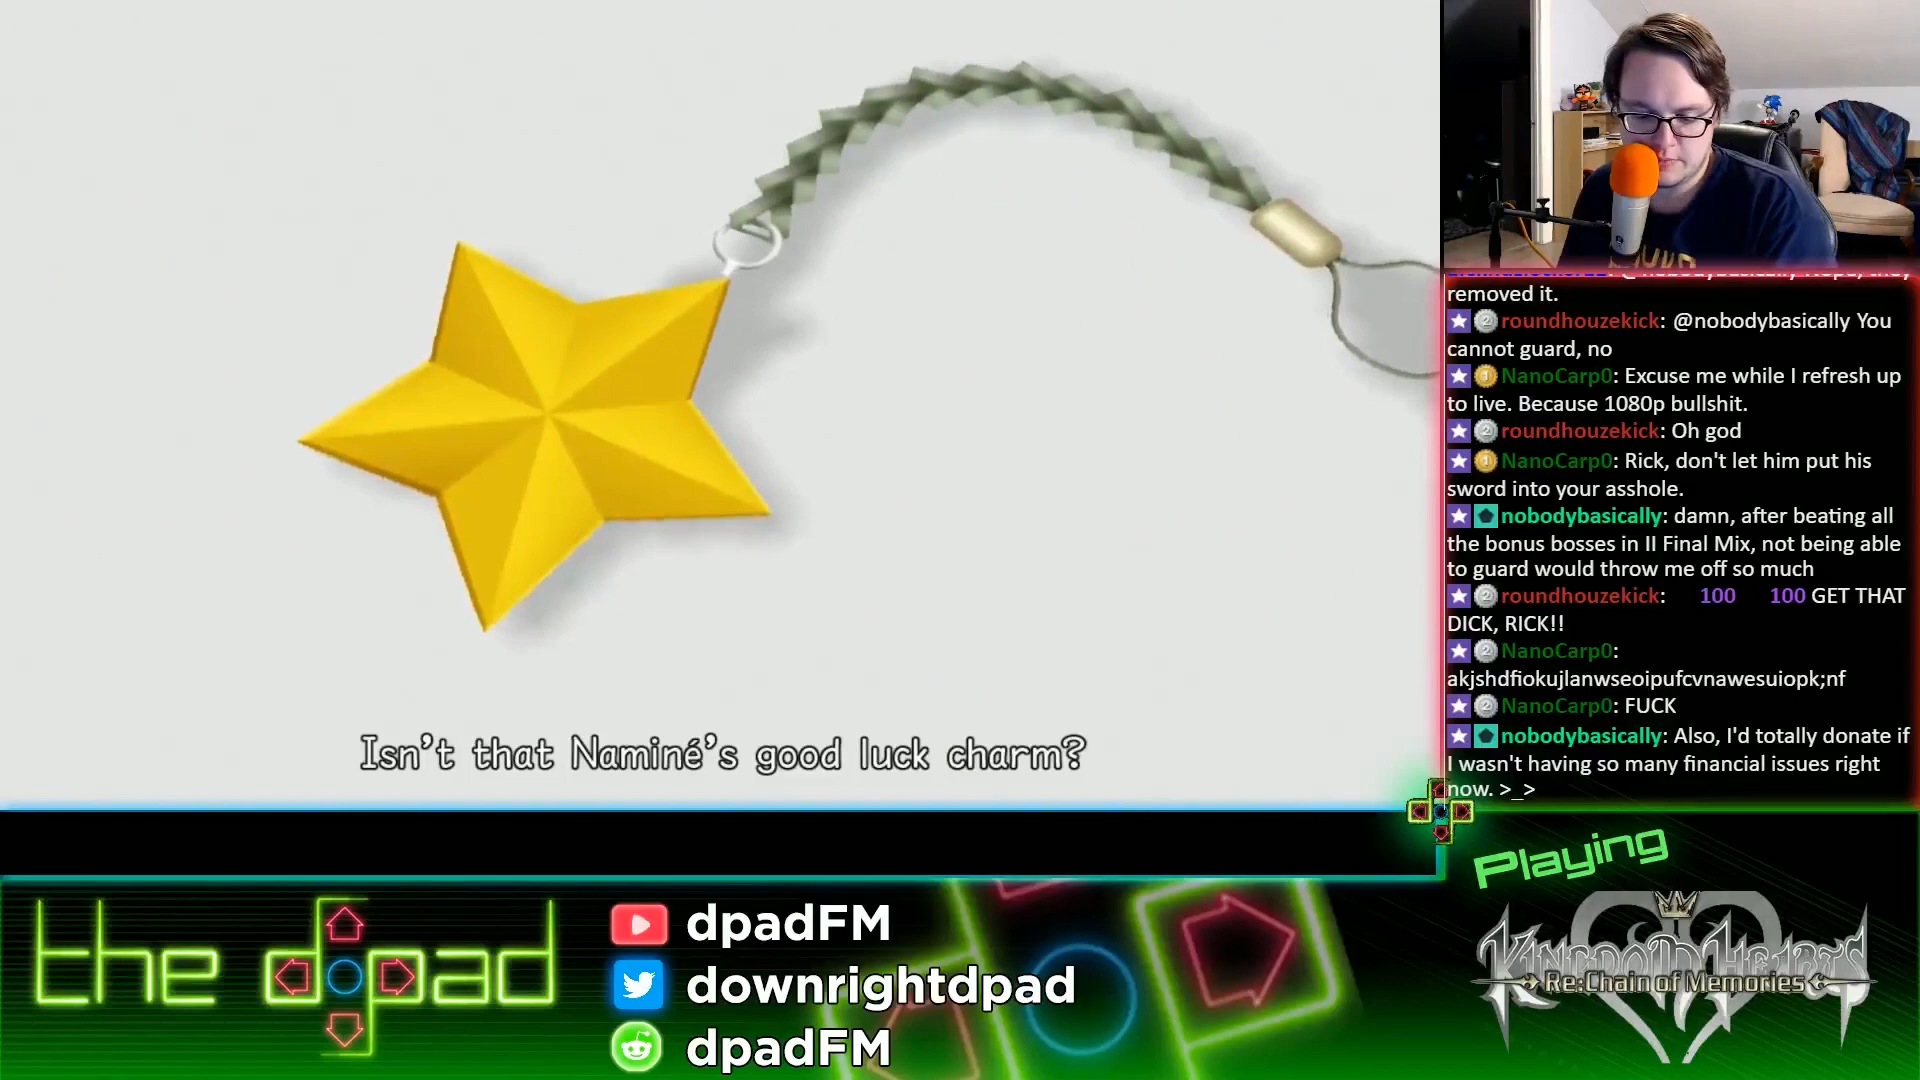 removed it.
roundhouzekick: @nobodybasically You
cannot guard, no
NanoCarp0: Excuse me while I refresh up
to live. Because 1080p bullshit.
roundhouzekick: Oh god
NanoCarp0: Rick, don't let him put his
sword into your asshole.
nobodybasically: damn, after beating all
the bonus bosses in II Final Mix, not being able
to guard would throw me off so much
roundhouzekick: 100 100 GET THAT
DICK, RICK!!
NanoCarp0:
akjshdfiokujlanwseoipufcvnawesuiopk;nf
NanoCarp0: FUCK
nobodybasically: Also, I'd totally donate if
I wasn't having so many financial issues right
now. >_>
Isn't that Naminé's good luck charm?
the dpad
dpadFM
downrightdpad
dpadFM
Playing
KINGDOM HEARTS
Re:Chain of Memories